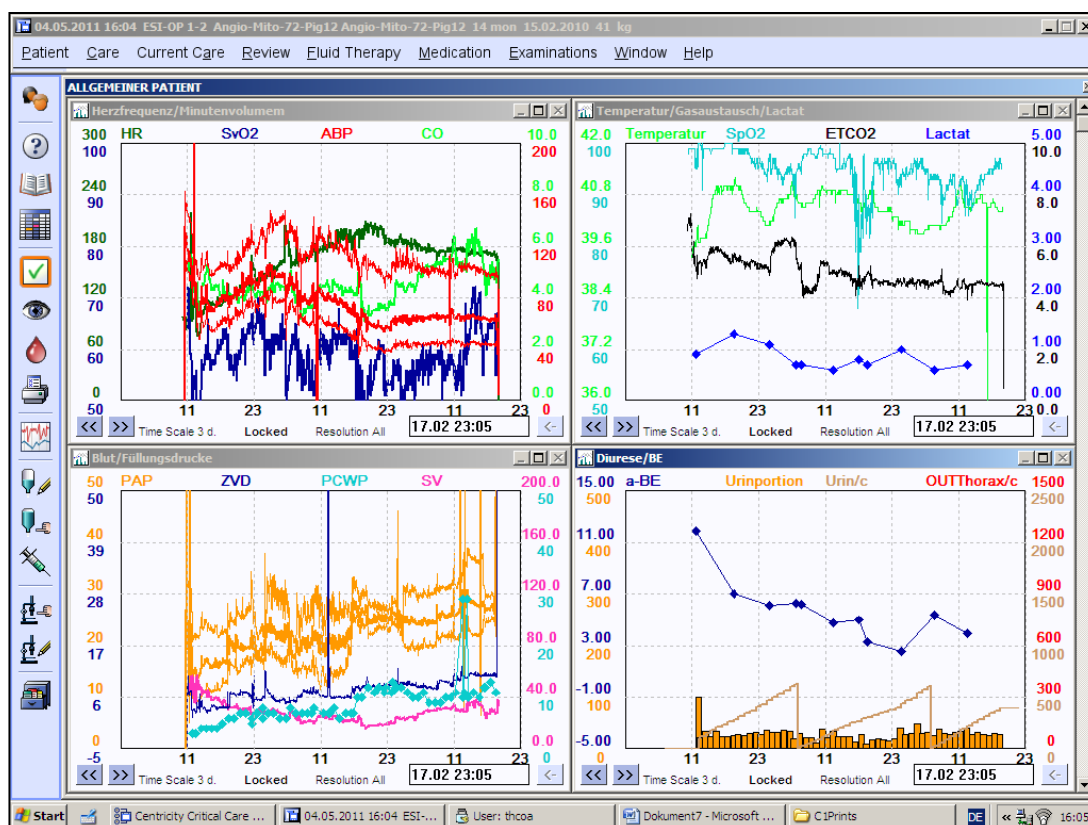 04.05.2011 16:04 ESI-OP 1-2 Angio-Mito-72-Pig12 Angio-Mito-72-Pig12 14 mon 15.02.2010 41 kg
Patient Care Current Care Review Fluid Therapy Medication Examinations Window Help
ALLGEMEINER PATIENT
Herzfrequenz/Minutenvolumem
300 HR SvO2 ABP CO 10.0
100 200
240 8.0
90 160
180 6.0
80 120
120 4.0
70 80
60 2.0
60 40
0 0.0
50 11 23 11 23 11 23 0
<< >> Time Scale 3 d. Locked Resolution All 17.02 23:05 <-
Temperatur/Gasaustausch/Lactat
42.0 Temperatur SpO2 ETCO2 Lactat 5.00
100 10.0
40.8 4.00
90 8.0
39.6 3.00
80 6.0
38.4 2.00
70 4.0
37.2 1.00
60 2.0
36.0 0.00
50 11 23 11 23 11 23 0.0
<< >> Time Scale 3 d. Locked Resolution All 17.02 23:05 <-
Blut/Füllungsdrucke
50 PAP ZVD PCWP SV 200.0
50 50
40 160.0
39 40
30 120.0
28 30
20 80.0
17 20
10 40.0
6 10
0 0.0
-5 11 23 11 23 11 23 0
<< >> Time Scale 3 d. Locked Resolution All 17.02 23:05 <-
Diurese/BE
15.00 a-BE Urinportion Urin/c OUTThorax/c 1500
500 2500
11.00 1200
400 2000
7.00 900
300 1500
3.00 600
200 1000
-1.00 300
100 500
-5.00 0
0 11 23 11 23 11 23 0
<< >> Time Scale 3 d. Locked Resolution All 17.02 23:05 <-
Start Centricity Critical Care ... 04.05.2011 16:04 ESI-... User: thcoa Dokument7 - Microsoft ... C1Prints DE «